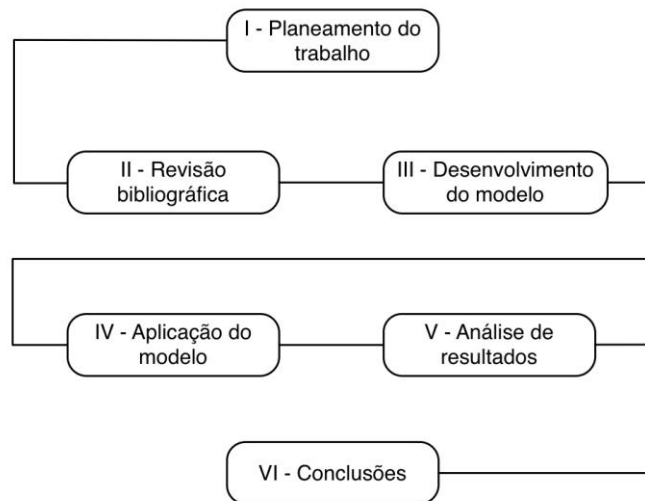 I - Planeamento do
trabalho
II - Revisão
bibliográfica
III - Desenvolvimento
do modelo
IV - Aplicação do
modelo
V - Análise de
resultados
VI - Conclusões